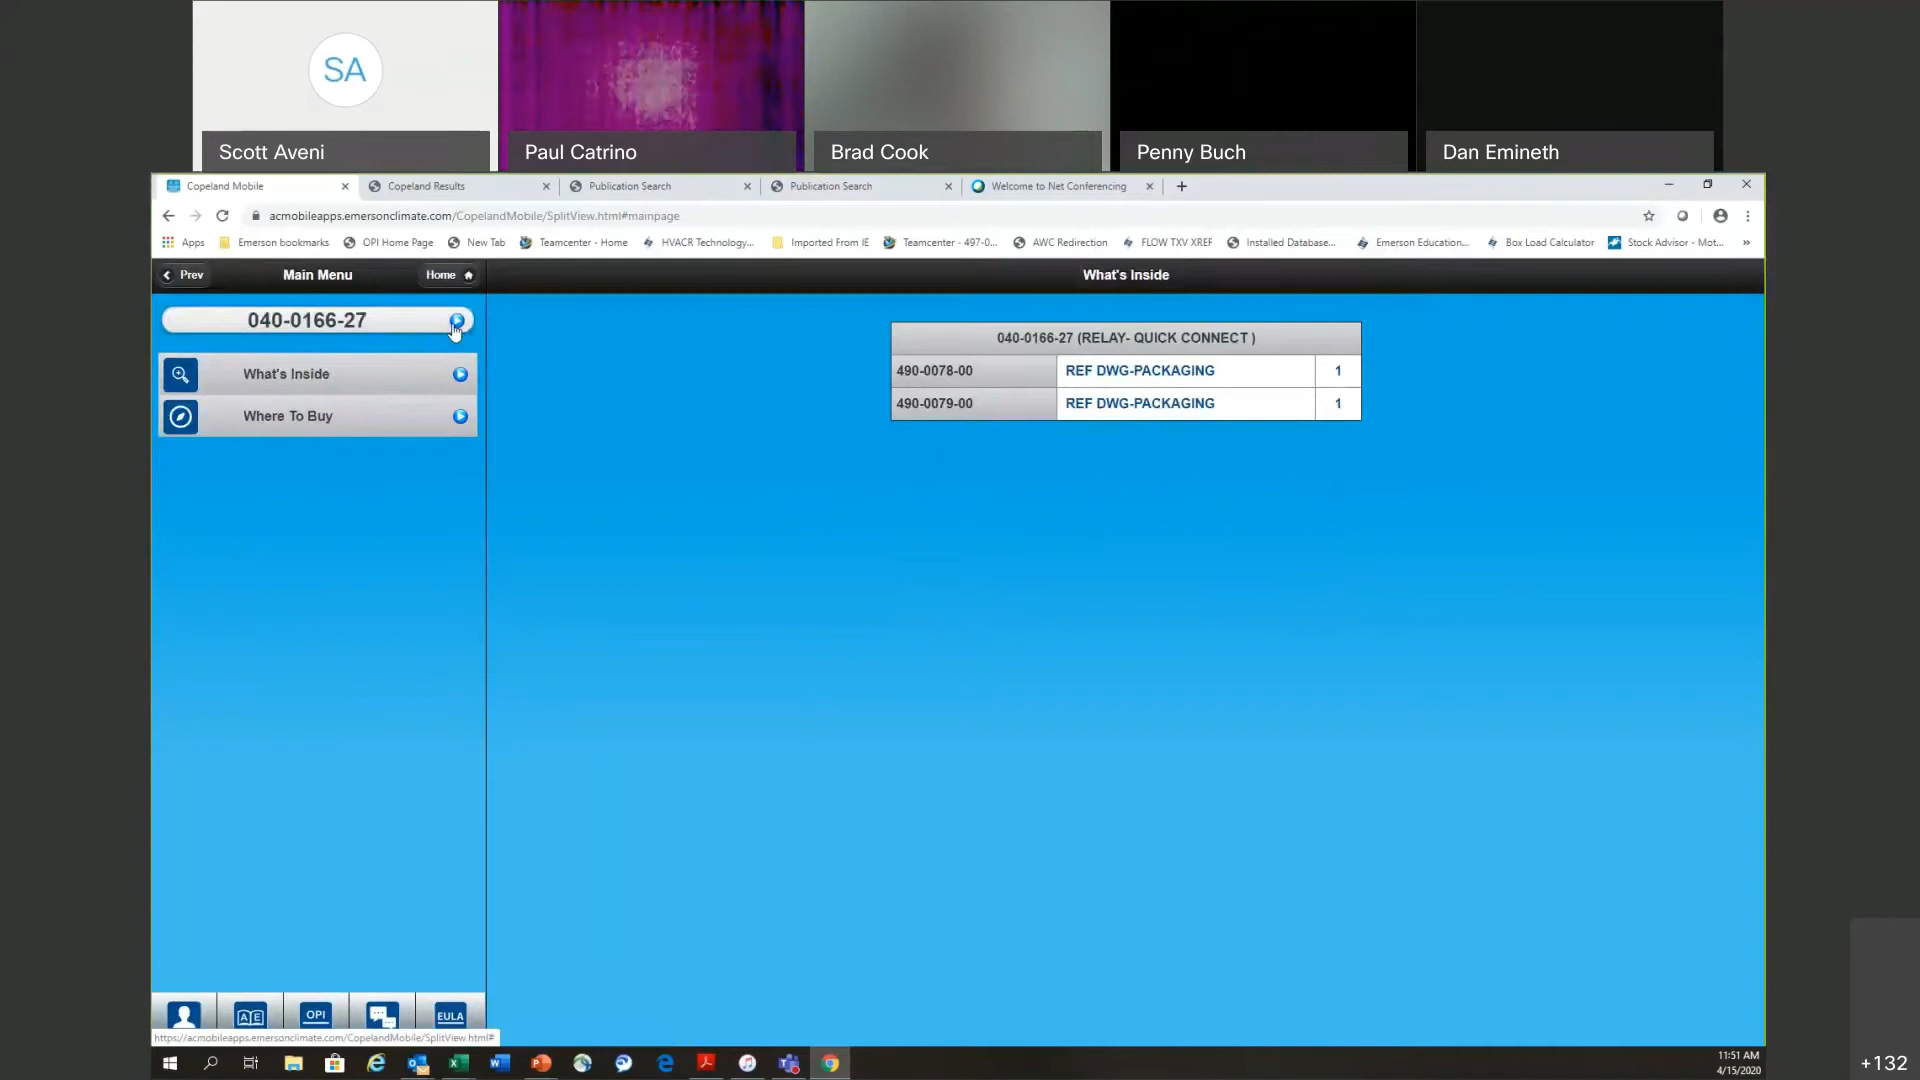 SA
Scott Aveni
Paul Catrino
Brad Cook
Penny Buch
Dan Emineth
Copeland Mobile
Copeland Results
Publication Search
Publication Search
Welcome to Net Conferencing
acmobileapps.emersonclimate.com/CopelandMobile/SplitView.html#mainpage
Apps
Emerson bookmarks
OPI Home Page
New Tab
Teamcenter - Home
HVACR Technology...
Imported From IE
Teamcenter - 497-0...
AWC Redirection
FLOW TXV XREF
Installed Database...
Emerson Education...
Box Load Calculator
Stock Advisor - Mot...
»
Prev
Main Menu
Home
What's Inside
040-0166-27
What's Inside
Where To Buy
040-0166-27 (RELAY- QUICK CONNECT )
490-0078-00 REF DWG-PACKAGING 1
490-0079-00 REF DWG-PACKAGING 1
AE
OPI
EULA
https://acmobileapps.emersonclimate.com/CopelandMobile/SplitView.html#
11:51 AM
4/15/2020
+132